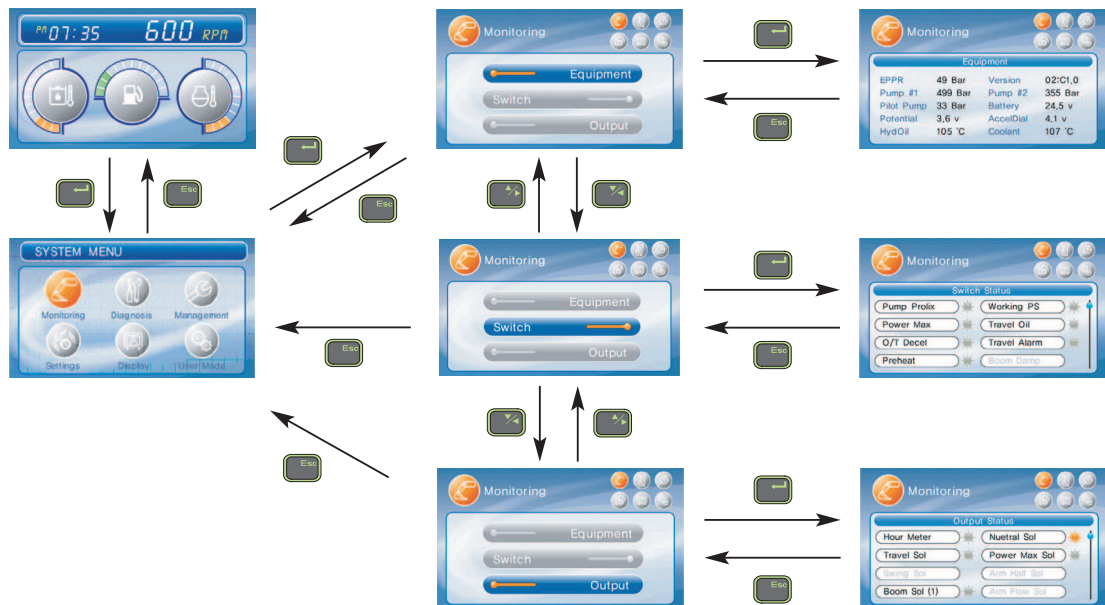 PM 07:35 600 RPM
Monitoring
Equipment
Switch
Output
Monitoring
Equipment
EPPR 49 Bar Version 02:C1,0
Pump #1 499 Bar Pump #2 355 Bar
Pilot Pump 33 Bar Battery 24,5 v
Potential 3,6 v AccelDial 4,1 v
HydOil 105 ˚C Coolant 107 ˚C
Esc
Esc
Esc
SYSTEM MENU
Monitoring Diagnosis Management
Settings Display User Mode
Esc
Monitoring
Equipment
Switch
Output
Monitoring
Switch Status
Pump Prolix Working PS
Power Max Travel Oil
O/T Decel Travel Alarm
Preheat Boom Damp
Esc
Esc
Monitoring
Equipment
Switch
Output
Monitoring
Output Status
Hour Meter Nuetral Sol
Travel Sol Power Max Sol
Swing Sol Arm Half Sol
Boom Sol (1) Arm Flow Sol
Esc